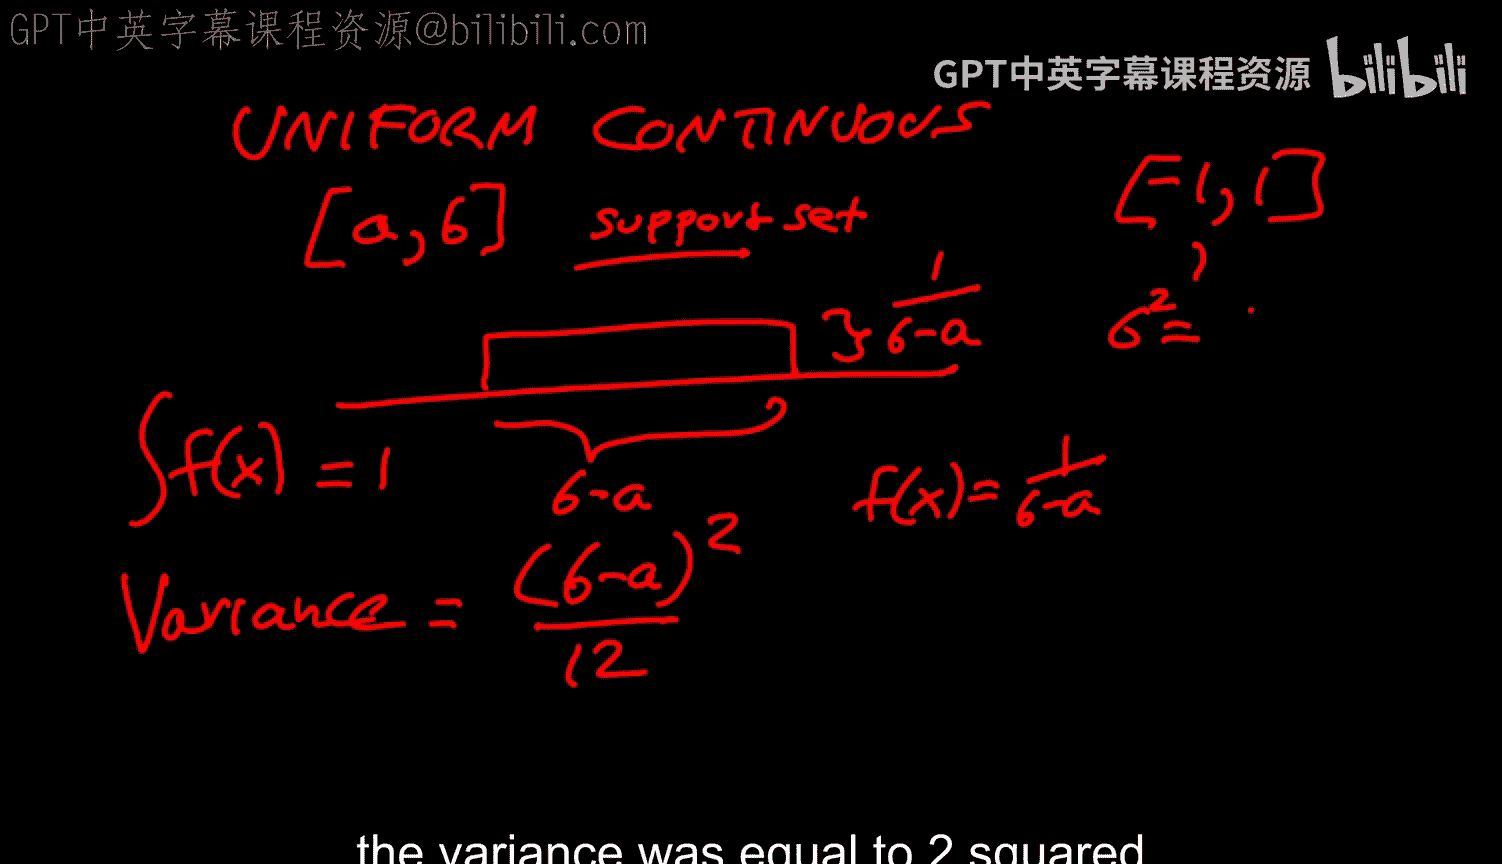 GPT中英字幕课程资源@bilibili.com
GPT中英字幕课程资源 bilibili
UNIFORM CONTINUOUS
[a,b] support set
[-1,1]
1/(b-a)
σ²=
∫f(x) = 1
b-a
f(x)= 1/(b-a)
Variance = (b-a)²/12
the variance was equal to 2 squared